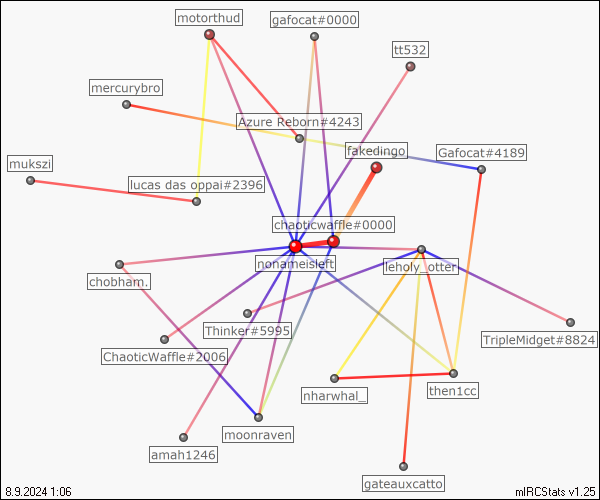 motorthud
gafocat#0000
tt532
mercurybro
Azure Reborn#4243
fakedingo
Gafocat#4189
mukszi
lucas das oppai#2396
chaoticwaffle#0000
nonameisleft
leholy_otter
chobham.
Thinker#5995
TripleMidget#8824
ChaoticWaffle#2006
nharwhal_
then1cc
moonraven
amah1246
gateauxcatto
8.9.2024 1:06
mIRCStats v1.25